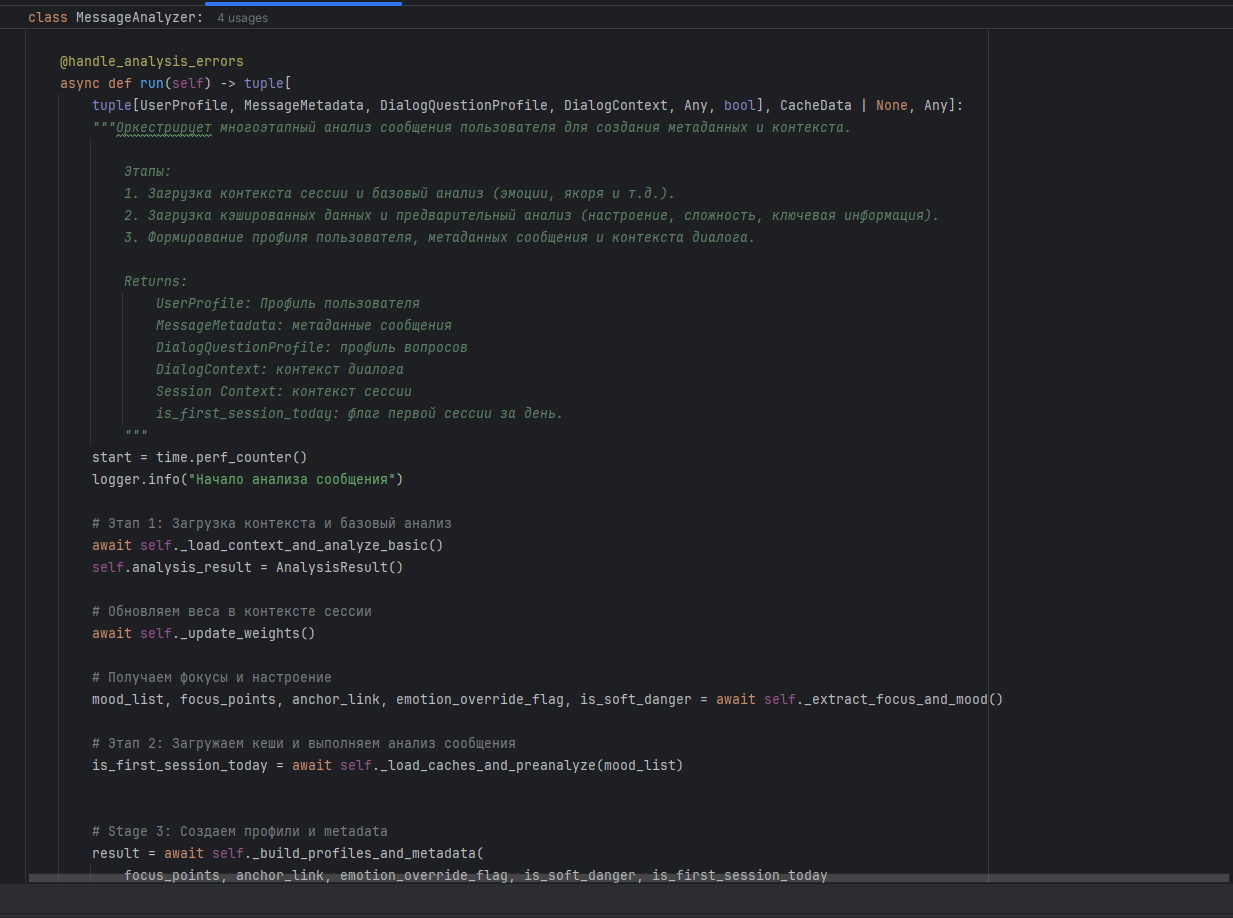 class MessageAnalyzer: 4 usages
@handle_analysis_errors
async def run(self) -> tuple[
tuple[UserProfile, MessageMetadata, DialogQuestionProfile, DialogContext, Any, bool], CacheData | None, Any]:
"""Оркестрирует многоэтапный анализ сообщения пользователя для создания метаданных и контекста.
Этапы:
1. Загрузка контекста сессии и базовый анализ (эмоции, якоря и т.д.).
2. Загрузка кэшированных данных и предварительный анализ (настроение, сложность, ключевая информация).
3. Формирование профиля пользователя, метаданных сообщения и контекста диалога.
Returns:
UserProfile: Профиль пользователя
MessageMetadata: метаданные сообщения
DialogQuestionProfile: профиль вопросов
DialogContext: контекст диалога
Session Context: контекст сессии
is_first_session_today: флаг первой сессии за день.
"""
start = time.perf_counter()
logger.info("Начало анализа сообщения")
# Этап 1: Загрузка контекста и базовый анализ
await self._load_context_and_analyze_basic()
self.analysis_result = AnalysisResult()
# Обновляем веса в контексте сессии
await self._update_weights()
# Получаем фокусы и настроение
mood_list, focus_points, anchor_link, emotion_override_flag, is_soft_danger = await self._extract_focus_and_mood()
# Этап 2: Загружаем кеши и выполняем анализ сообщения
is_first_session_today = await self._load_caches_and_preanalyze(mood_list)
# Stage 3: Создаем профили и metadata
result = await self._build_profiles_and_metadata(
focus_points, anchor_link, emotion_override_flag, is_soft_danger, is_first_session_today